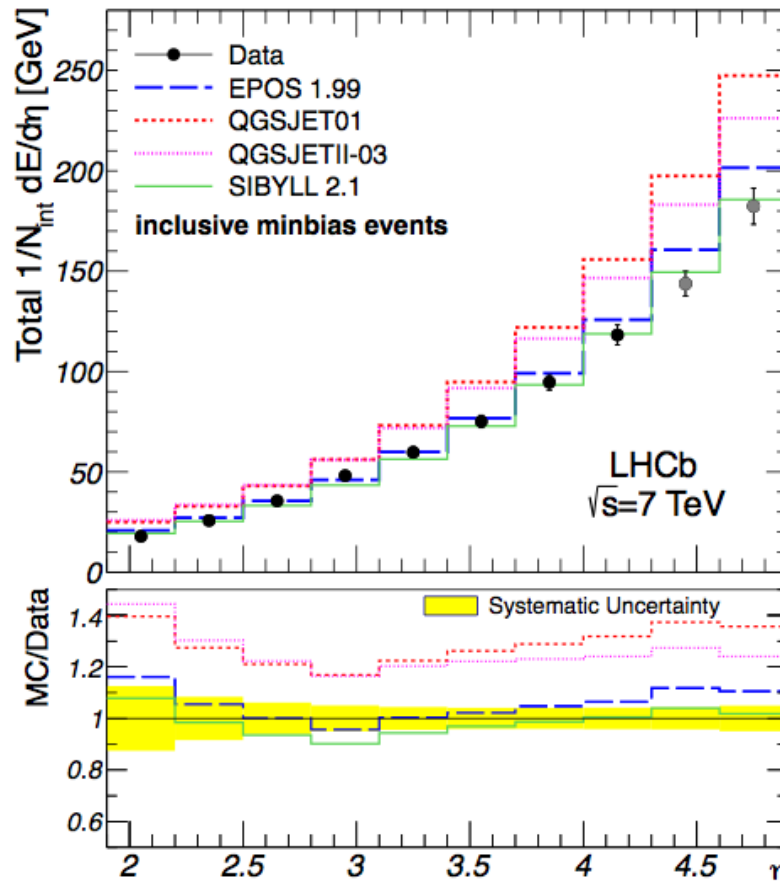 Total 1/N_int dE/dη [GeV]
250
200
150
100
50
0
Data
EPOS 1.99
QGSJET01
QGSJETII-03
SIBYLL 2.1
inclusive minbias events
LHCb
√s=7 TeV
MC/Data
1.4
1.2
1
0.8
0.6
Systematic Uncertainty
2
2.5
3
3.5
4
4.5
η